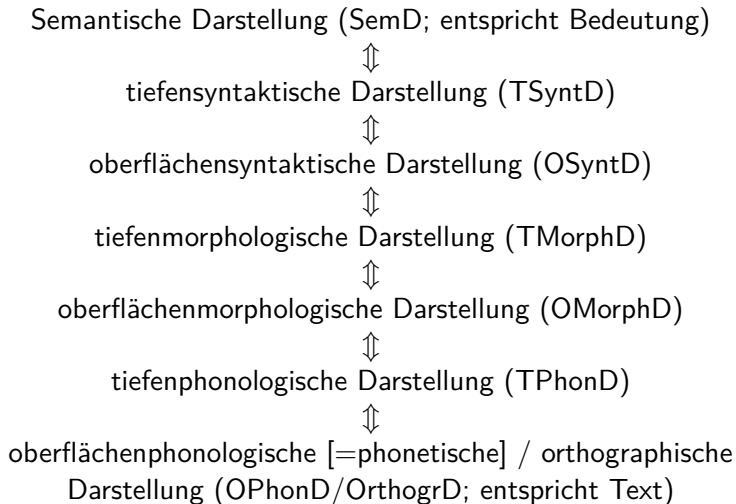 Semantische Darstellung (SemD; entspricht Bedeutung)
⇕
tiefensyntaktische Darstellung (TSyntD)
⇕
oberflächensyntaktische Darstellung (OSyntD)
⇕
tiefenmorphologische Darstellung (TMorphD)
⇕
oberflächenmorphologische Darstellung (OMorphD)
⇕
tiefenphonologische Darstellung (TPhonD)
⇕
oberflächenphonologische [=phonetische] / orthographische
Darstellung (OPhonD/OrthogrD; entspricht Text)